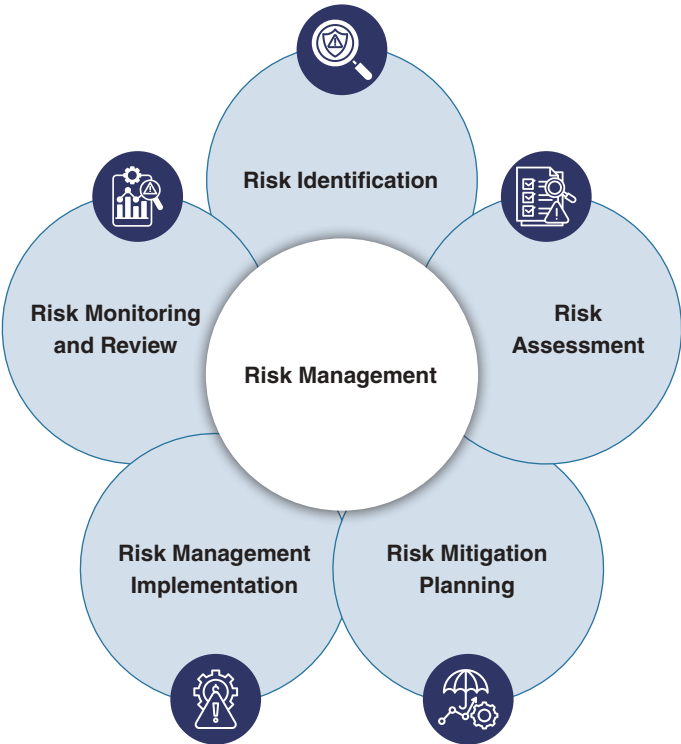 Risk Identification
Risk
Assessment
Risk Mitigation
Planning
Risk Management
Implementation
Risk Monitoring
and Review
Risk Management